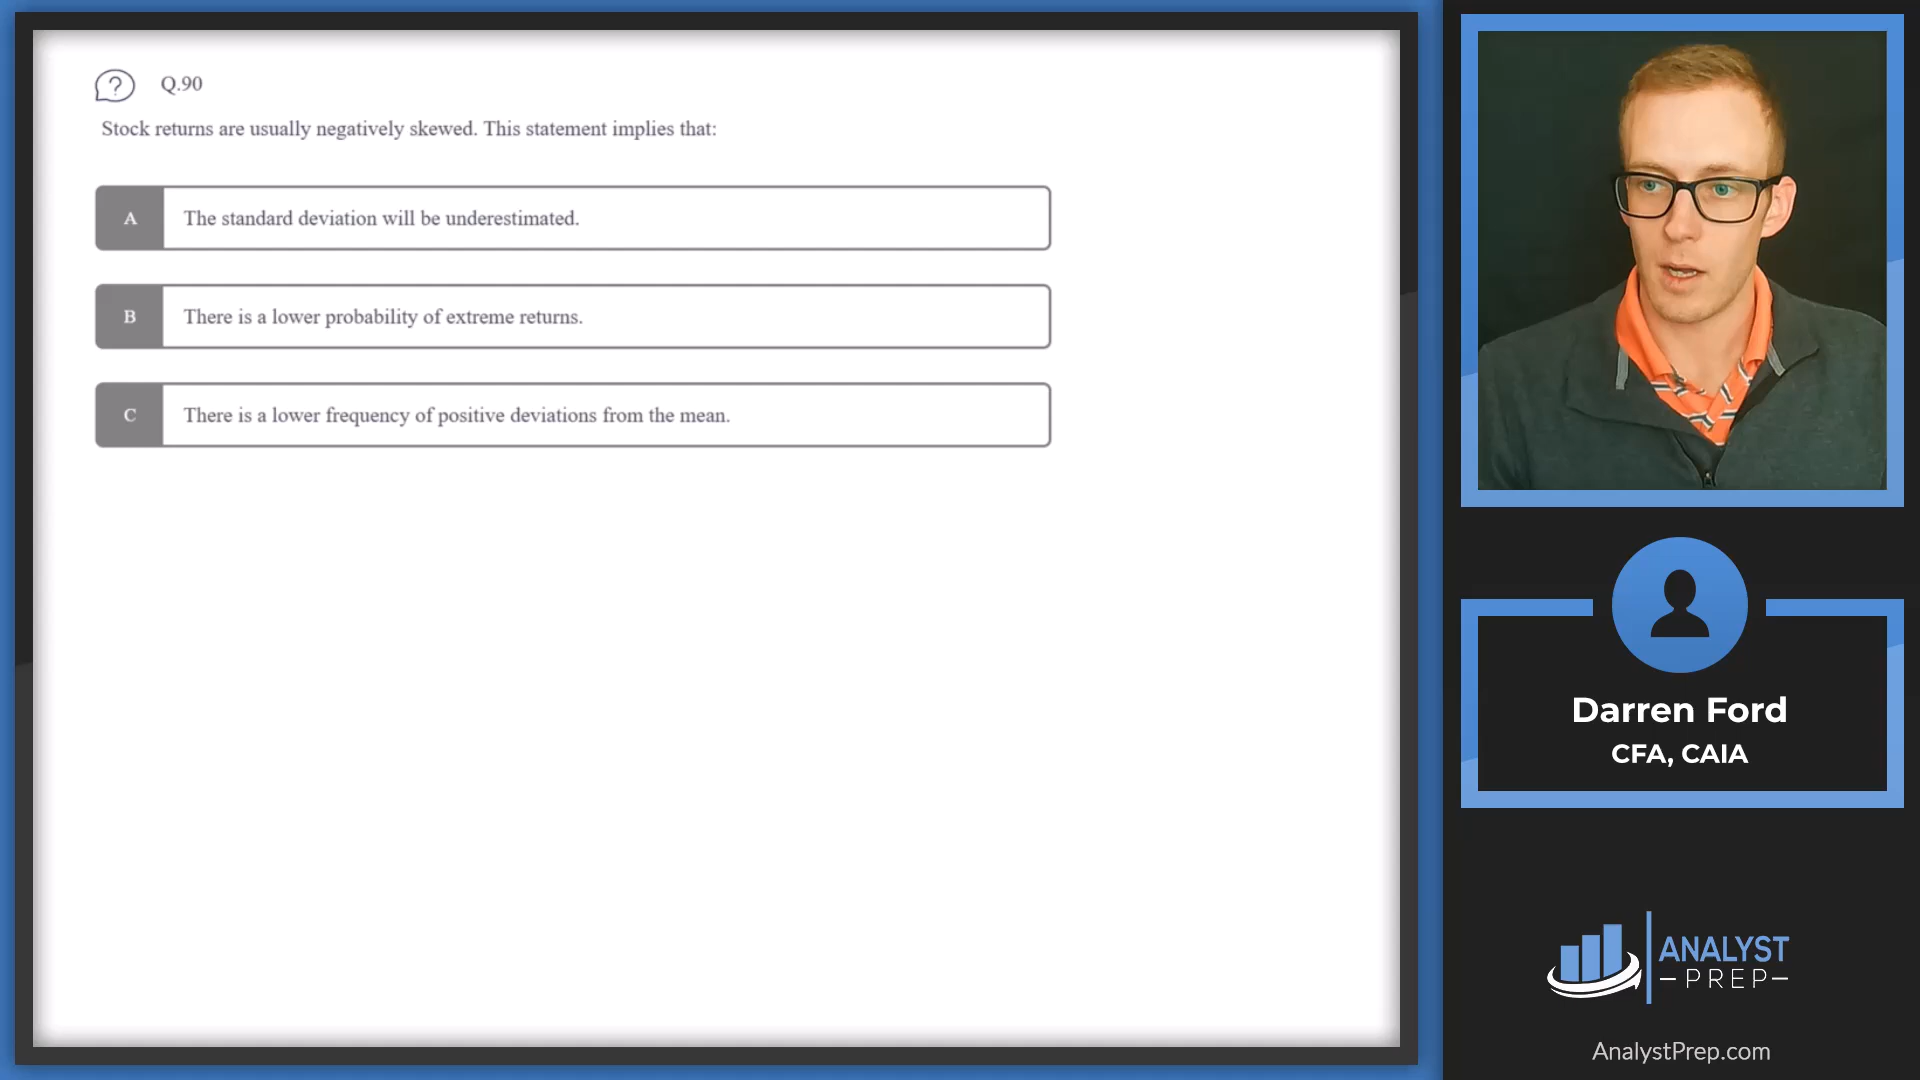 ?
Q.90
Stock returns are usually negatively skewed. This statement implies that:
A
The standard deviation will be underestimated.
B
There is a lower probability of extreme returns.
C
There is a lower frequency of positive deviations from the mean.
Darren Ford
CFA, CAIA
ANALYST
PREP
AnalystPrep.com